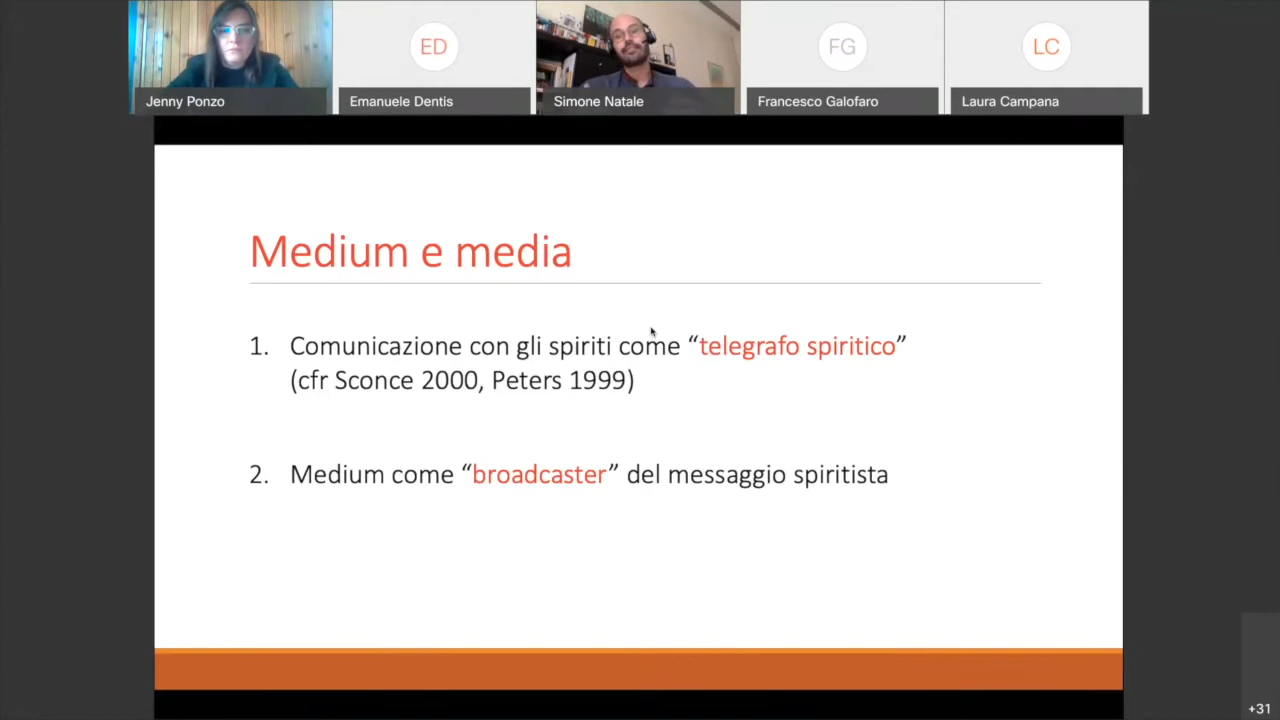 ED
FG
LC
Jenny Ponzo
Emanuele Dentis
Simone Natale
Francesco Galofaro
Laura Campana
Medium e media
1. Comunicazione con gli spiriti come “telegrafo spiritico”
(cfr Sconce 2000, Peters 1999)
2. Medium come “broadcaster” del messaggio spiritista
+31